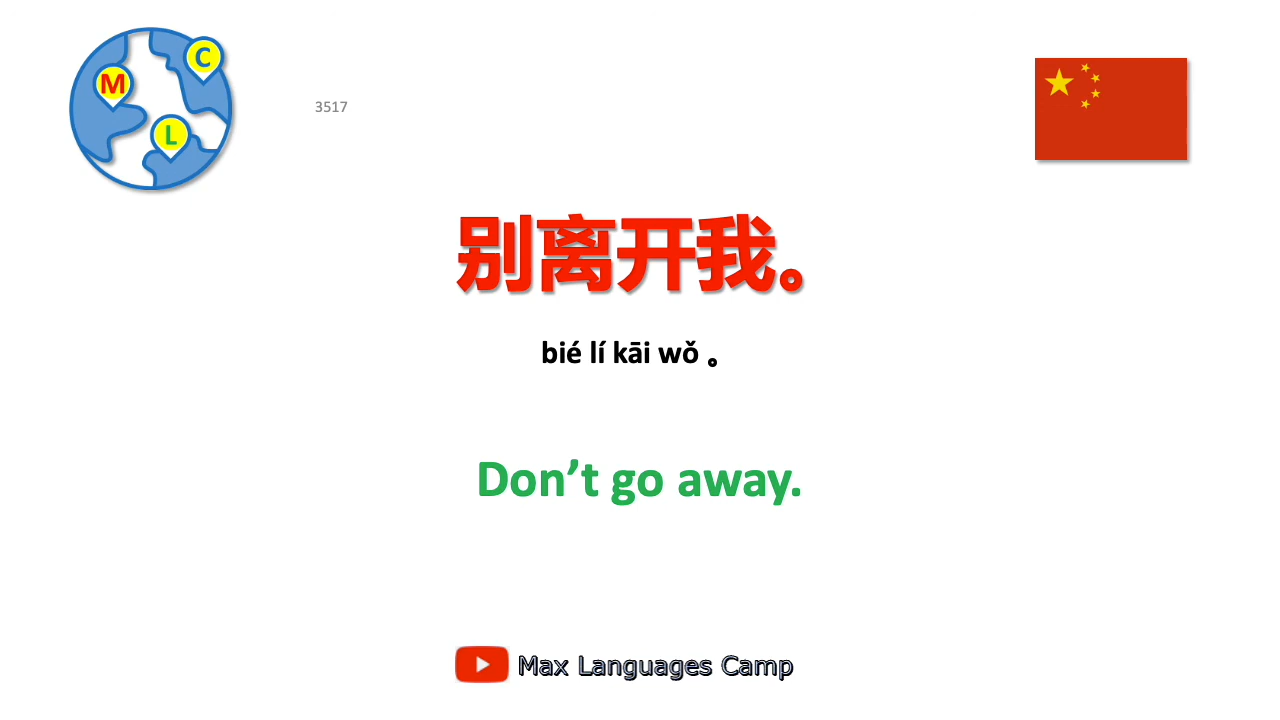 M
C
L
3517
别离开我。
bié lí kāi wǒ 。
Don’t go away.
Max Languages Camp